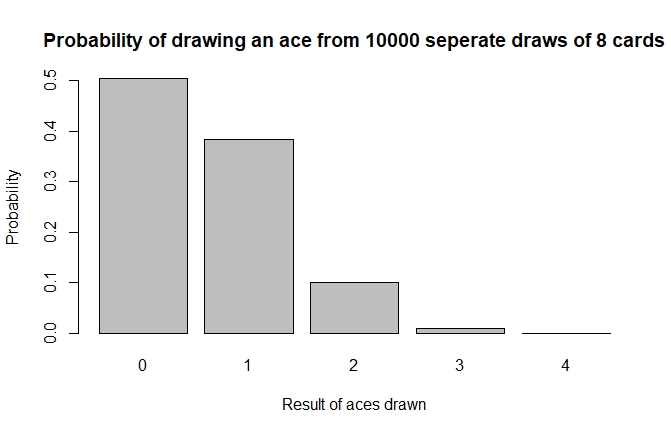 Probability of drawing an ace from 10000 seperate draws of 8 cards
0.5
0.4
0.3
0.2
0.1
0.0
Probability
0 1 2 3 4
Result of aces drawn